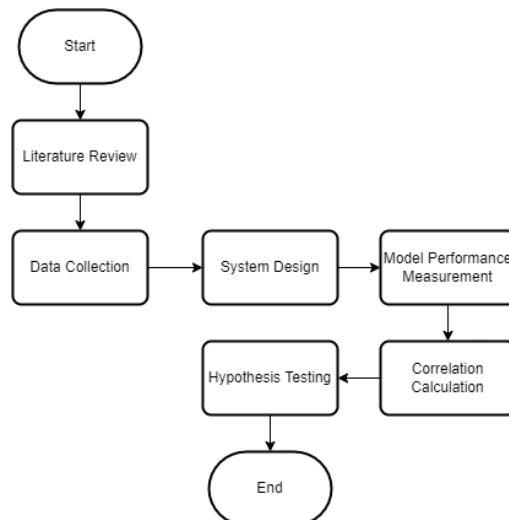 Start
Literature Review
Data Collection
System Design
Model Performance
Measurement
Correlation
Calculation
Hypothesis Testing
End